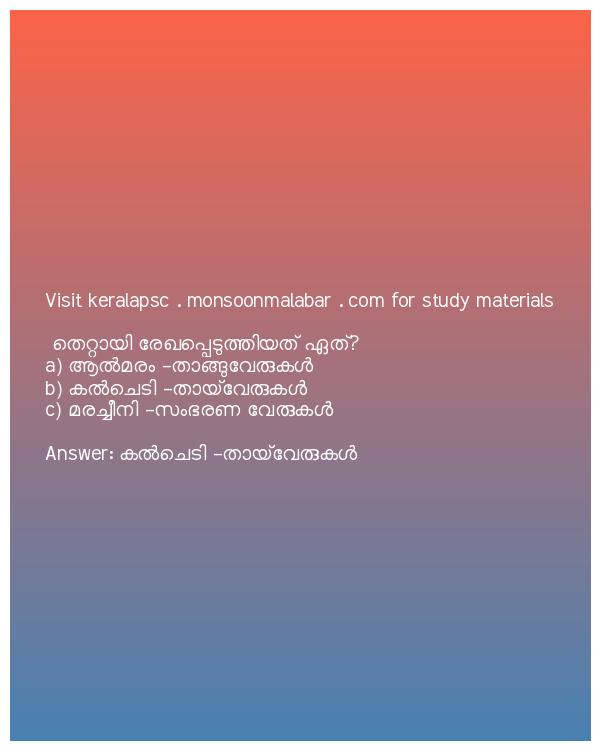 Visit keralapsc . monsoonmalabar . com for study materials
തെറ്റായി രേഖപ്പെടുത്തിയത് ഏത്?
a) ആൽമരം -താങ്ങുവേരുകൾ
b) കൽചെടി -തായ്‌വേരുകൾ
c) മരച്ചീനി -സംഭരണ വേരുകൾ
Answer: കൽചെടി -തായ്‌വേരുകൾ